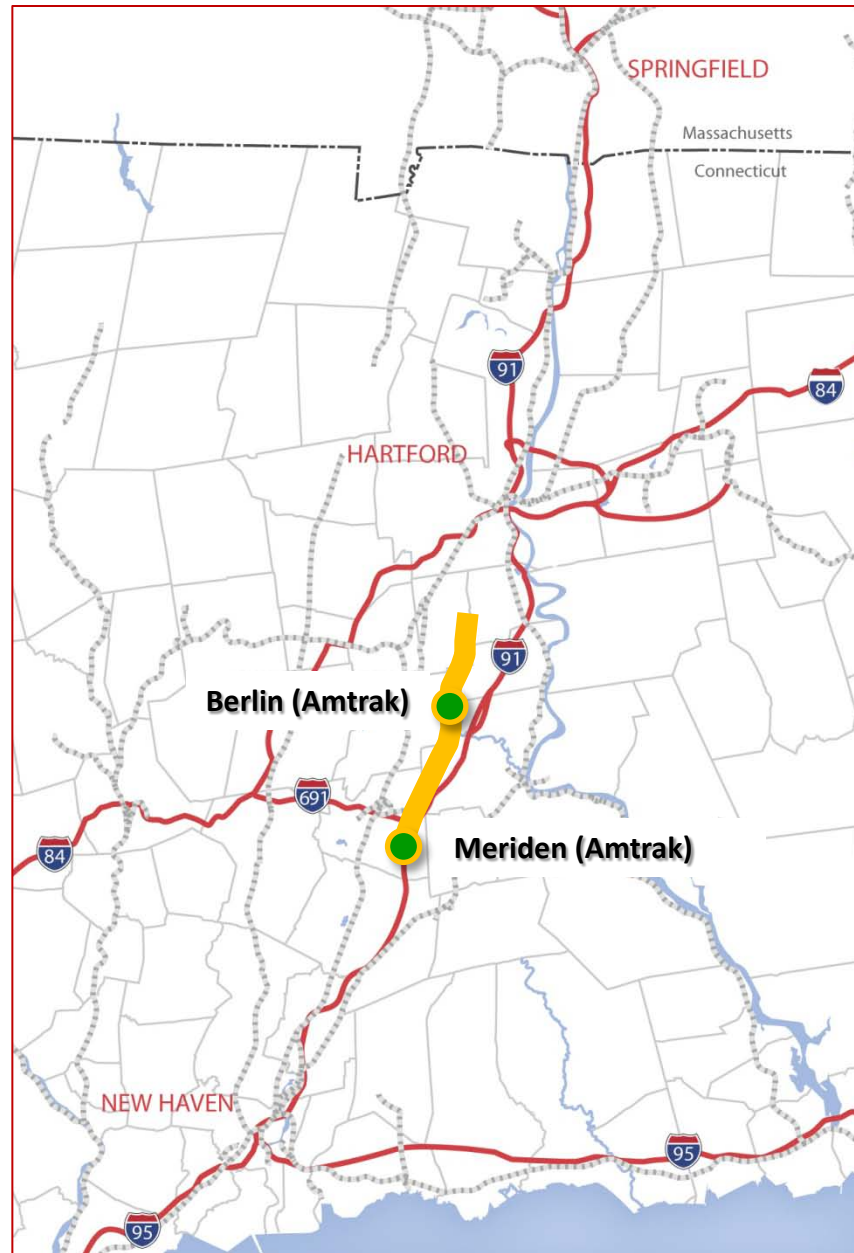 SPRINGFIELD
Massachusetts
Connecticut
91
84
HARTFORD
91
Berlin (Amtrak)
691
84
Meriden (Amtrak)
NEW HAVEN
95
95